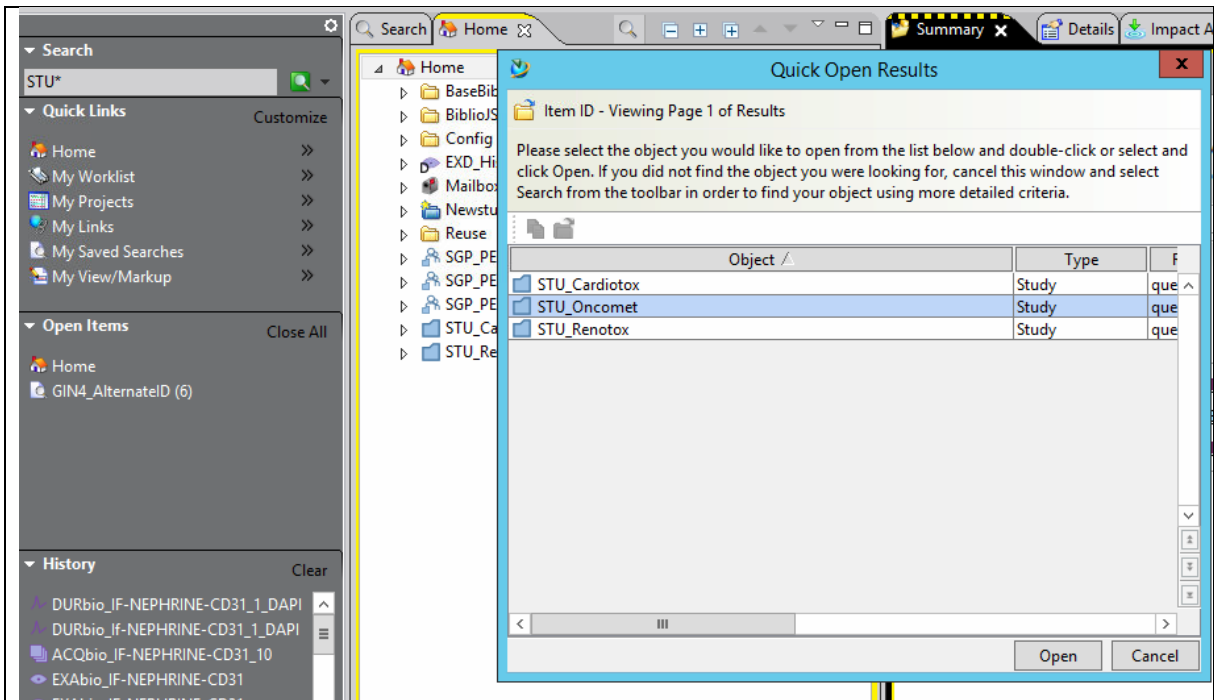 Search
STU*
Quick Links
Customize
Home
My Worklist
My Projects
My Links
My Saved Searches
My View/Markup
Open Items
Close All
Home
GIN4_AlternateID (6)
History
Clear
DURbio_IF-NEPHRINE-CD31_1_DAPI
DURbio_If-NEPHRINE-CD31_1_DAPI
ACQbio_IF-NEPHRINE-CD31_10
EXAbio_IF-NEPHRINE-CD31
Search
Home
Summary
Details
Impact A
Home
BaseBib
BiblioJS
Config
EXD_His
Mailbox
Newstu
Reuse
SGP_PE
SGP_PE
SGP_PE
STU_Ca
STU_Re
Quick Open Results
Item ID - Viewing Page 1 of Results
Please select the object you would like to open from the list below and double-click or select and
click Open. If you did not find the object you were looking for, cancel this window and select
Search from the toolbar in order to find your object using more detailed criteria.
Object Type
STU_Cardiotox Study que
STU_Oncomet Study que
STU_Renotox Study que
Open Cancel